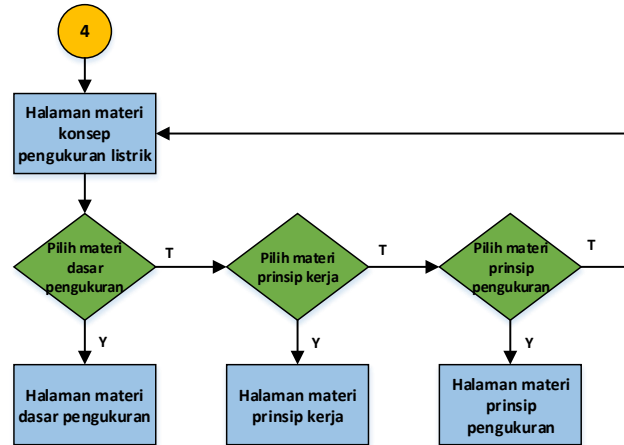 4
Halaman materi
konsep
pengukuran listrik
Pilih materi
dasar
pengukuran
T
Pilih materi
prinsip kerja
T
Pilih materi
prinsip
pengukuran
T
Y
Y
Y
Halaman materi
dasar pengukuran
Halaman materi
prinsip kerja
Halaman materi
prinsip
pengukuran